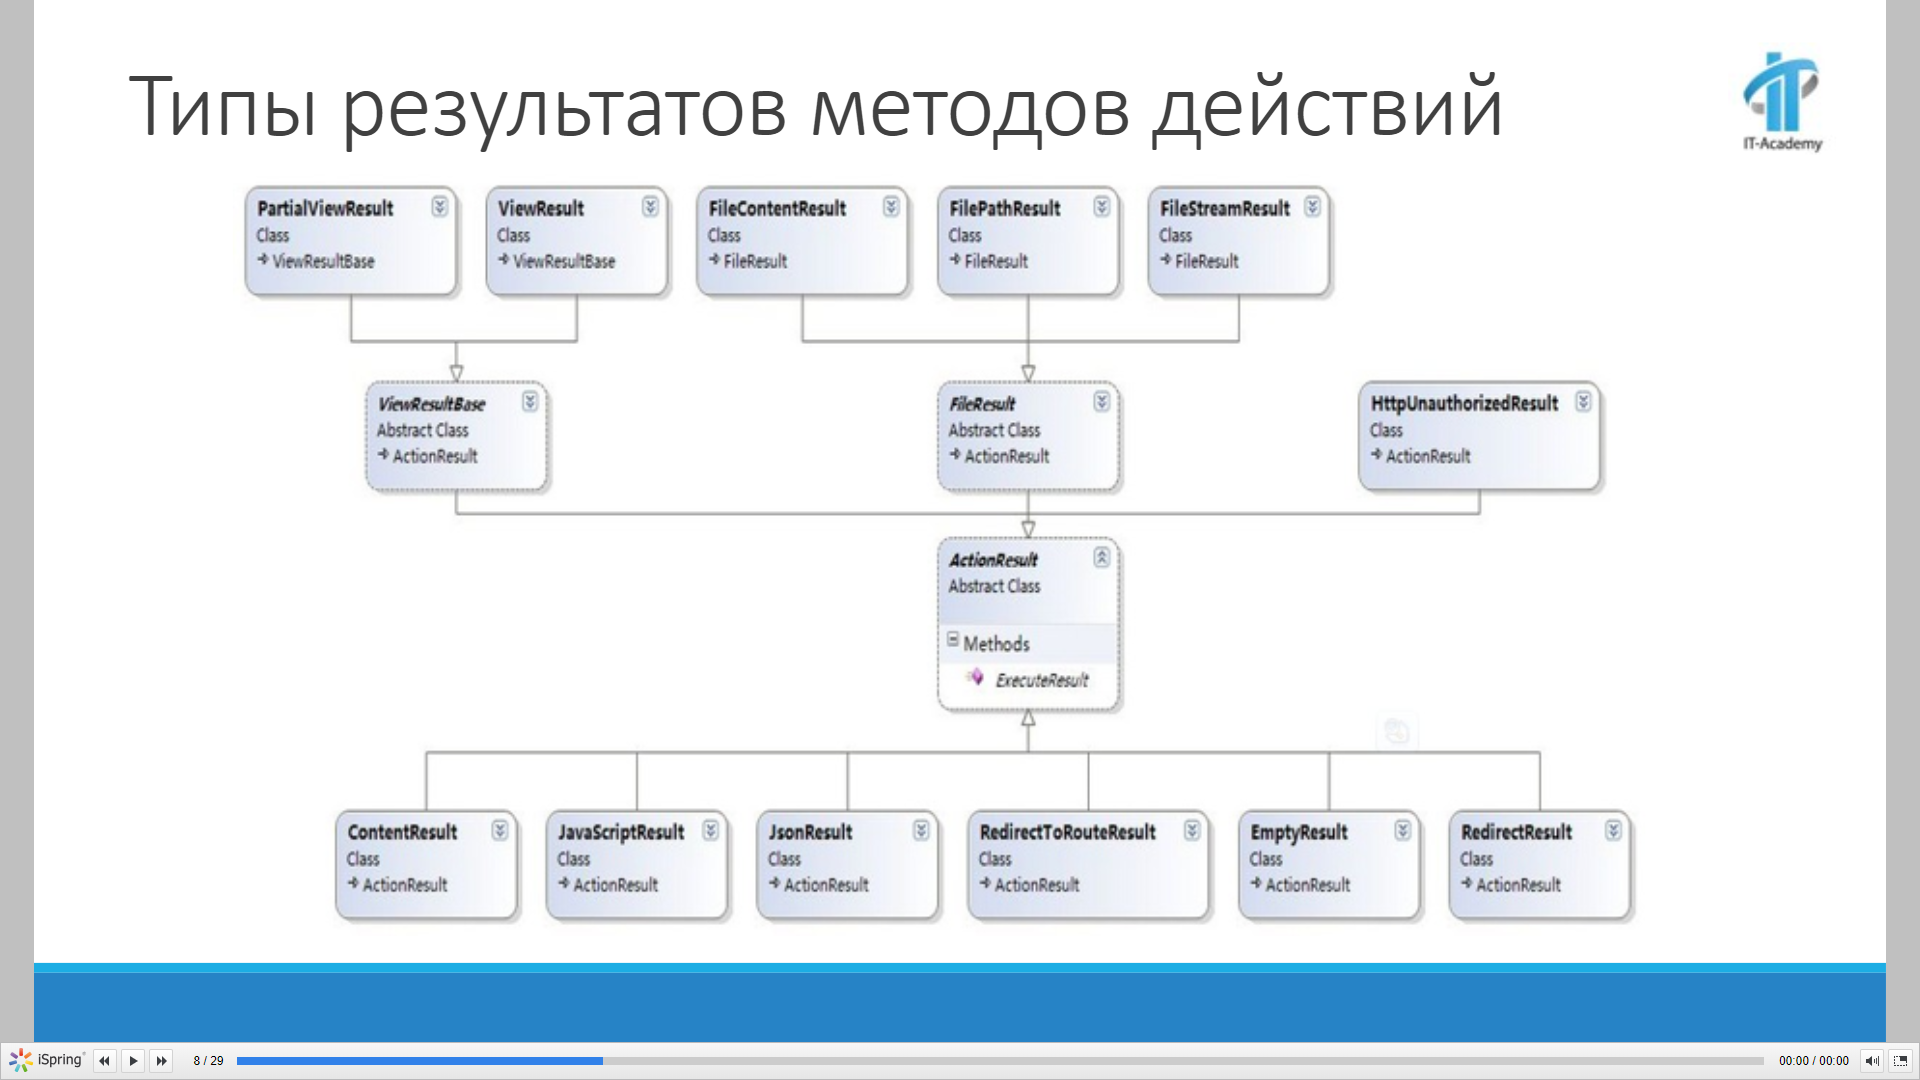 Типы результатов методов действий
IT-Academy
PartialViewResult
Class
ViewResultBase
ViewResult
Class
ViewResultBase
FileContentResult
Class
FileResult
FilePathResult
Class
FileResult
FileStreamResult
Class
FileResult
ViewResultBase
Abstract Class
ActionResult
FileResult
Abstract Class
ActionResult
HttpUnauthorizedResult
Class
ActionResult
ActionResult
Abstract Class
Methods
ExecuteResult
ContentResult
Class
ActionResult
JavaScriptResult
Class
ActionResult
JsonResult
Class
ActionResult
RedirectToRouteResult
Class
ActionResult
EmptyResult
Class
ActionResult
RedirectResult
Class
ActionResult
iSpring
8 / 29
00:00 / 00:00